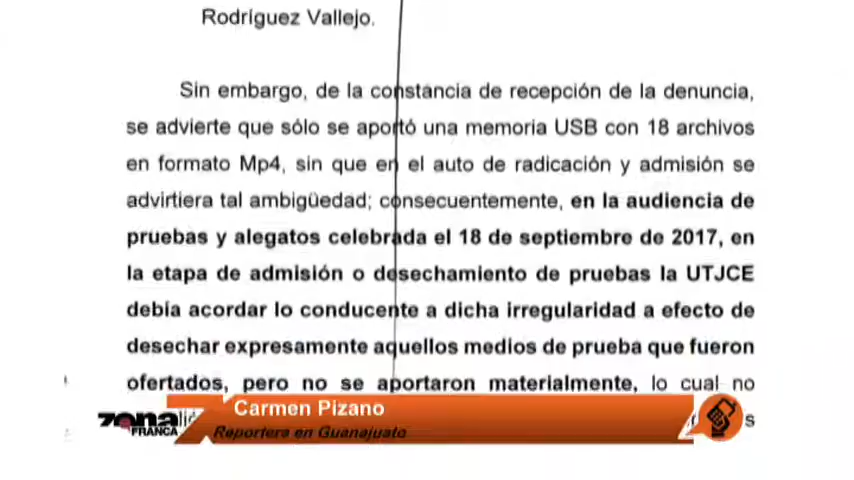 Rodríguez Vallejo.
Sin embargo, de la constancia de recepción de la denuncia,
se advierte que sólo se aportó una memoria USB con 18 archivos
en formato Mp4, sin que en el auto de radicación y admisión se
advirtiera tal ambigüedad; consecuentemente, en la audiencia de
pruebas y alegatos celebrada el 18 de septiembre de 2017, en
la etapa de admisión o desechamiento de pruebas la UTJCE
debía acordar lo conducente a dicha irregularidad a efecto de
desechar expresamente aquellos medios de prueba que fueron
ofertados, pero no se aportaron materialmente, lo cual no
Carmen Pizano
zona
FRANCA
Reportera en Guanajuato